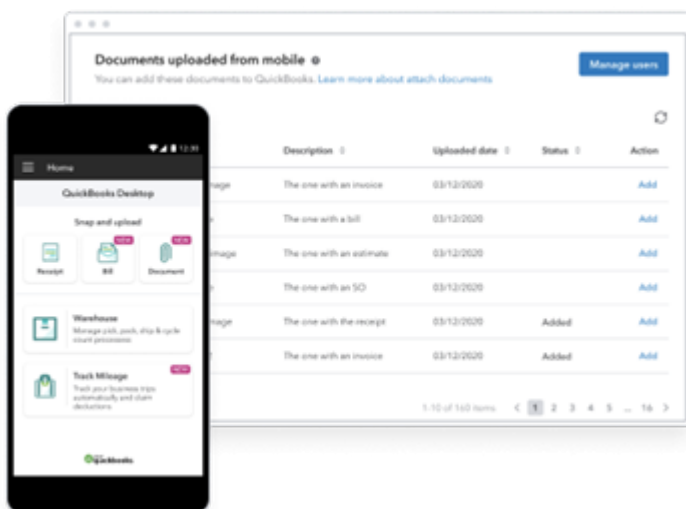 Documents uploaded from mobile
Manage users
You can add these documents to QuickBooks. Learn more about attach documents
Description Uploaded date Status Action
mage The one with an invoice 03/12/2020 Add
The one with a bill 03/12/2020 Add
image The one with an estimate 03/12/2020 Add
The one with an SO 03/12/2020 Add
mage The one with the receipt 03/12/2020 Added Add
The one with an invoice 03/12/2020 Added Add
1-10 of 160 items < 1 2 3 4 5 ... 16 >
12:30
Home
QuickBooks Desktop
Snap and upload
NEW NEW
Receipt Bill Document
Warehouse
Manage pick, pack, ship & cycle
count processes
NEW
Track Mileage
Track your business trips
automatically and claim
deductions.
quickbooks